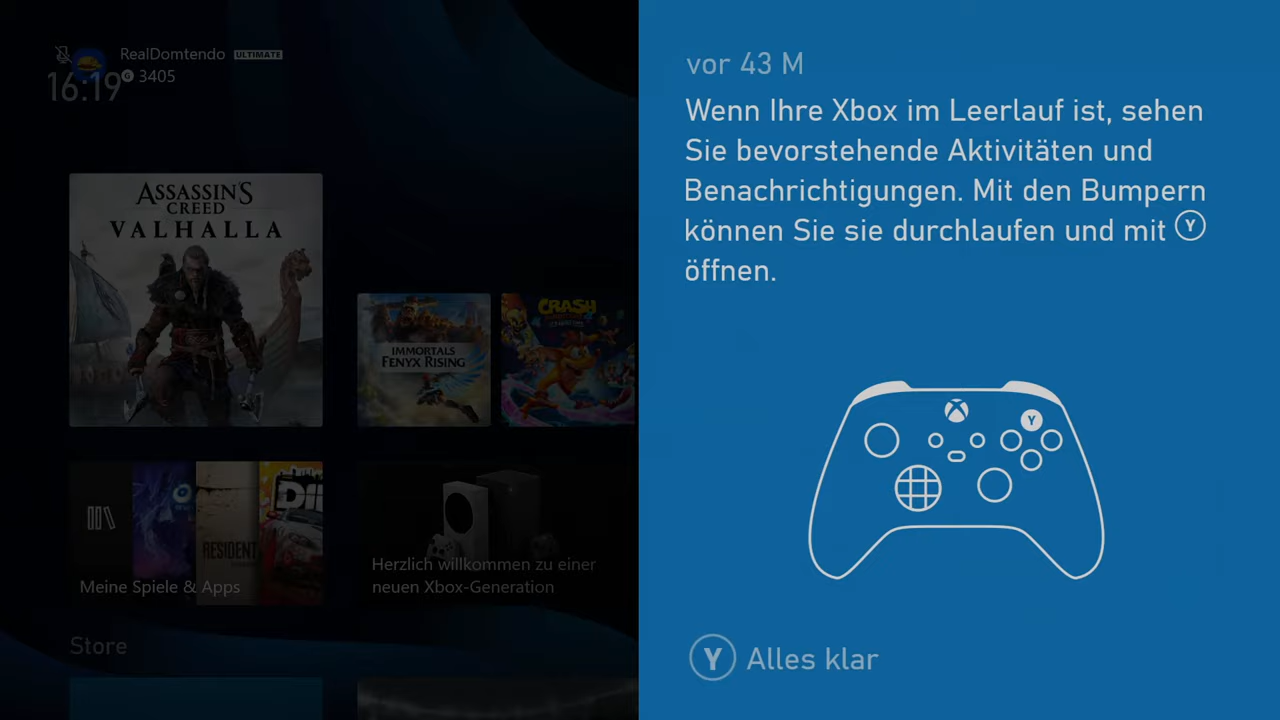 RealDomtendo ULTIMATE
16:19
G 3405
ASSASSIN'S
CREED
VALHALLA
IMMORTALS
FENYX RISING
CRASH
RESIDENT
DiR
Meine Spiele & Apps
Herzlich willkommen zu einer
neuen Xbox-Generation
Store
vor 43 M
Wenn Ihre Xbox im Leerlauf ist, sehen
Sie bevorstehende Aktivitäten und
Benachrichtigungen. Mit den Bumpern
können Sie sie durchlaufen und mit Y
öffnen.
Y
Y Alles klar